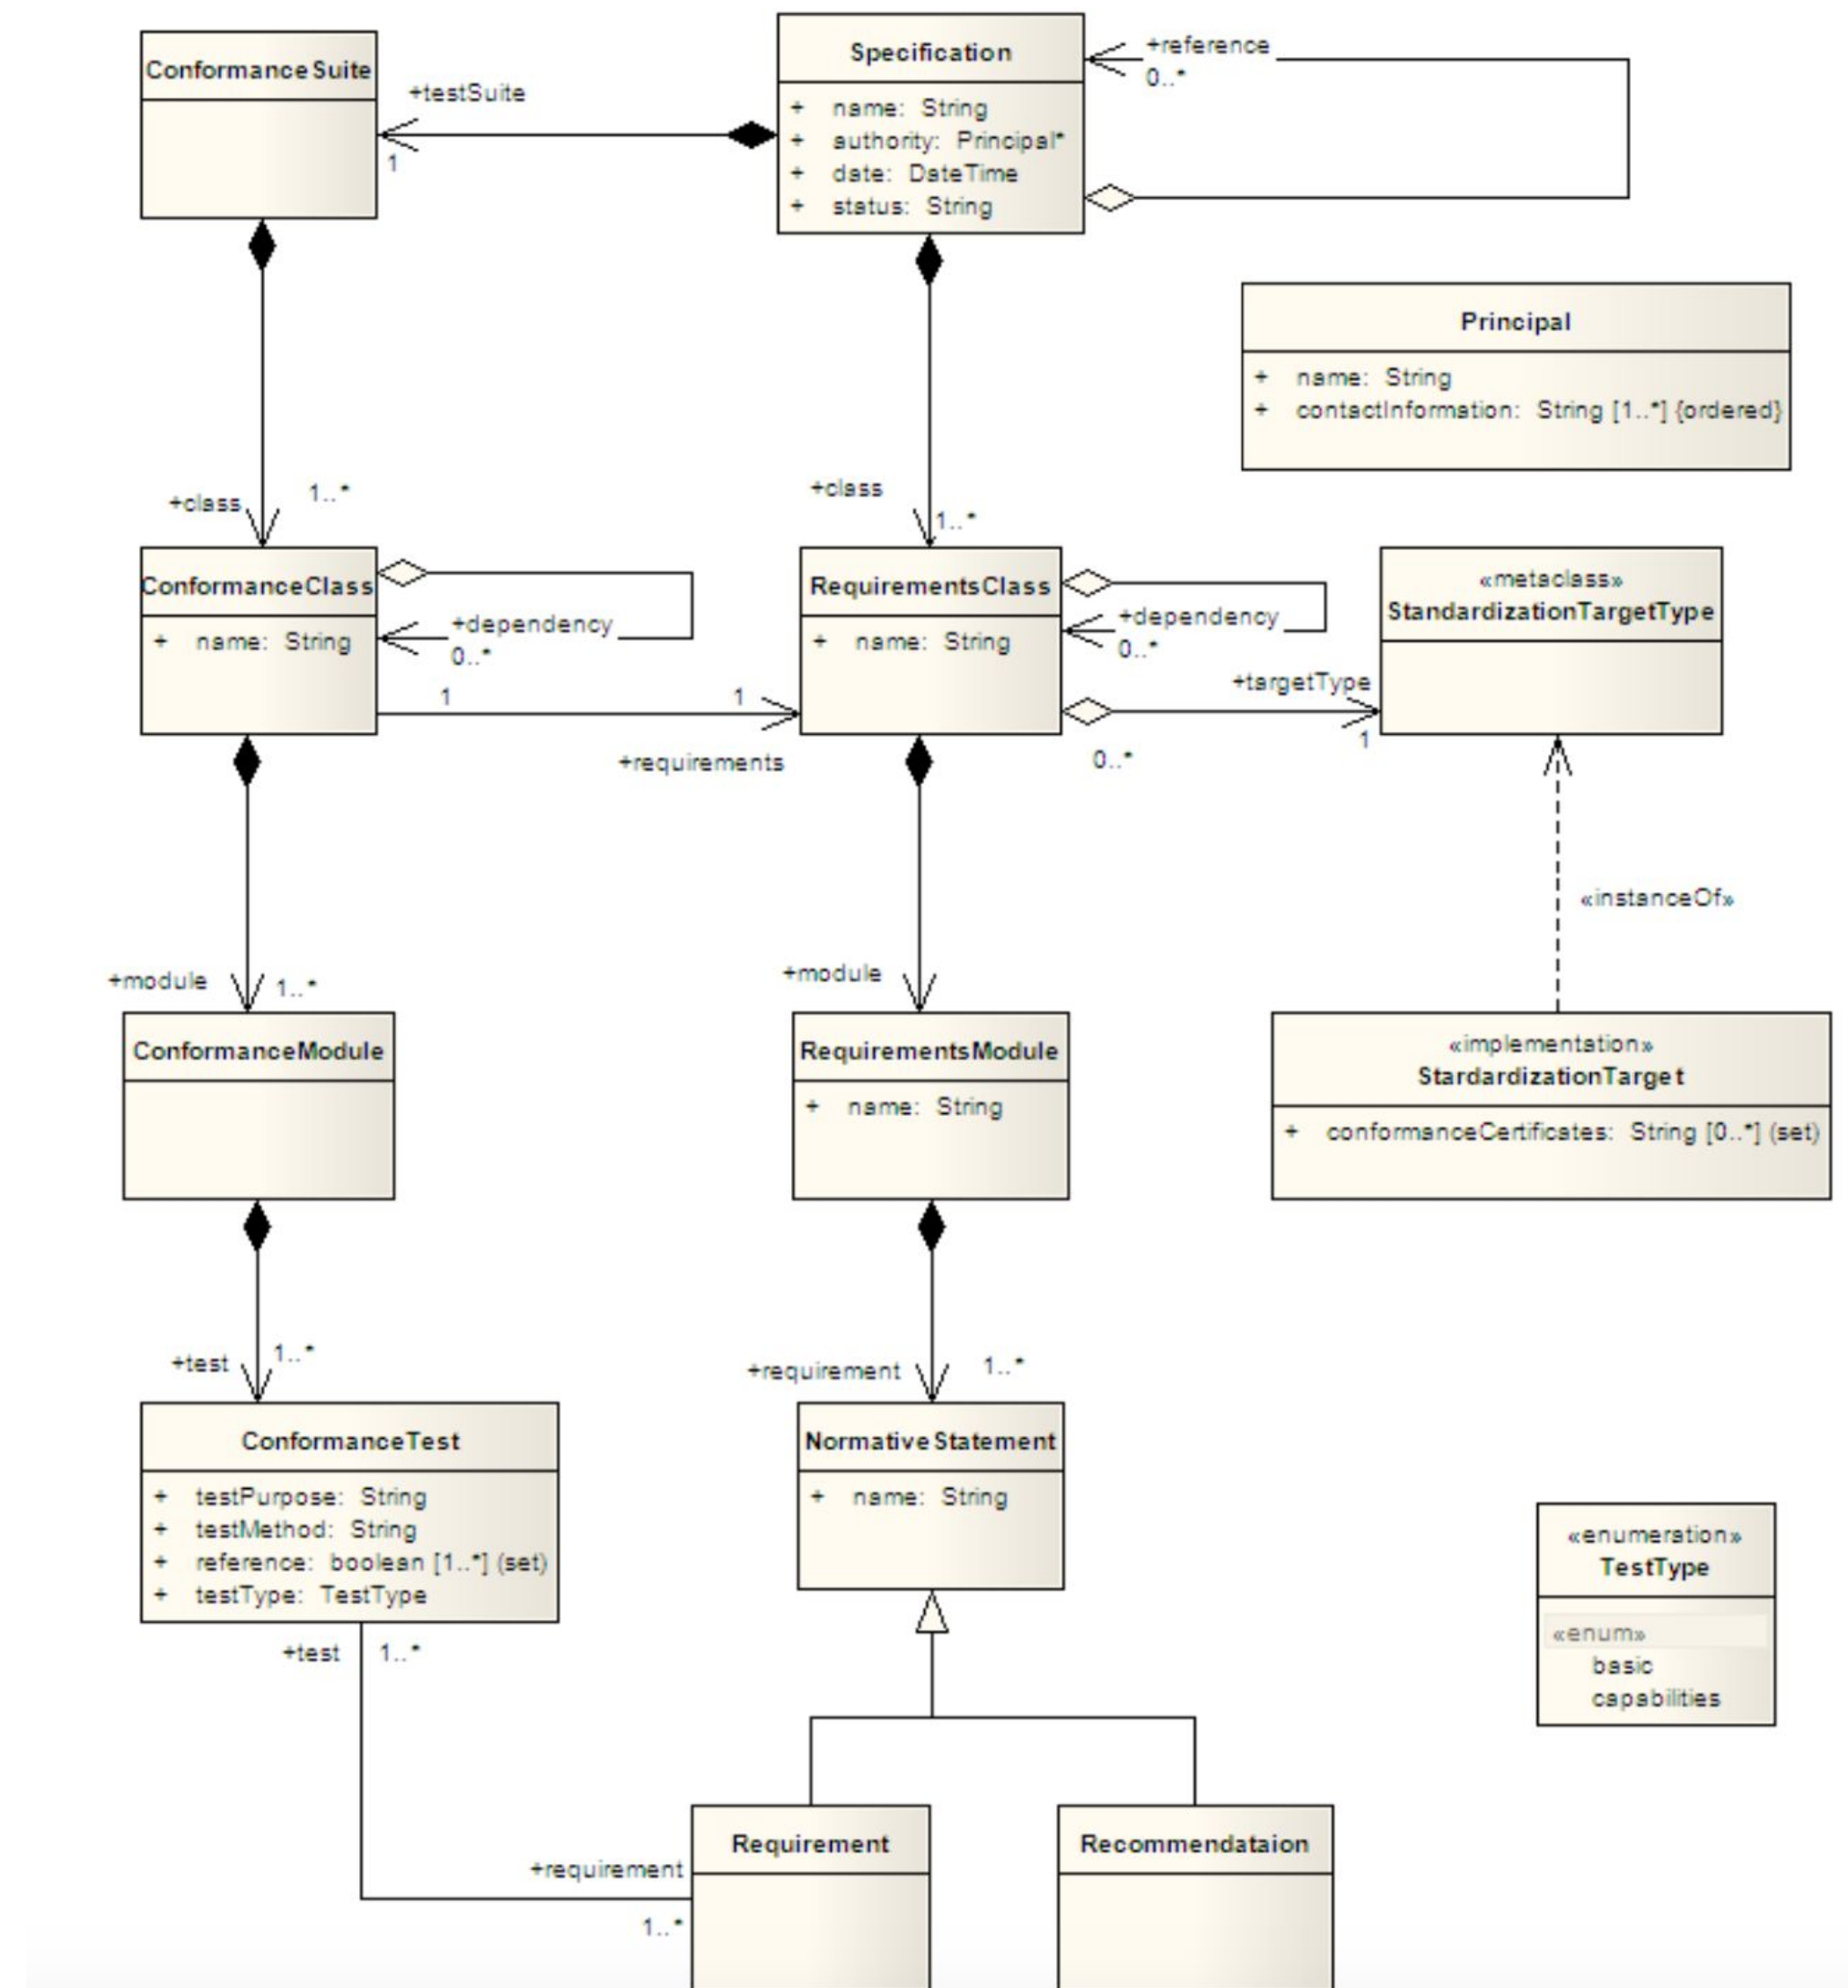 ConformanceSuite
+testSuite
1
Specification
+ name: String
+ authority: Principal*
+ date: DateTime
+ status: String
+reference
0..*
Principal
+ name: String
+ contactInformation: String [1..*] {ordered}
+class
1..*
+class
1..*
ConformanceClass
+ name: String
+dependency
0..*
1
1
+requirements
RequirementsClass
+ name: String
+dependency
0..*
+targetType
0..*
1
«metaclass»
StandardizationTargetType
«instanceOf»
+module
1..*
+module
ConformanceModule
RequirementsModule
+ name: String
«implementation»
StardardizationTarget
+ conformanceCertificates: String [0..*] (set)
+test
1..*
+requirement
1..*
ConformanceTest
+ testPurpose: String
+ testMethod: String
+ reference: boolean [1..*] (set)
+ testType: TestType
NormativeStatement
+ name: String
«enumeration»
TestType
«enum»
basic
capabilities
+test
1..*
+requirement
1..*
Requirement
Recommendataion